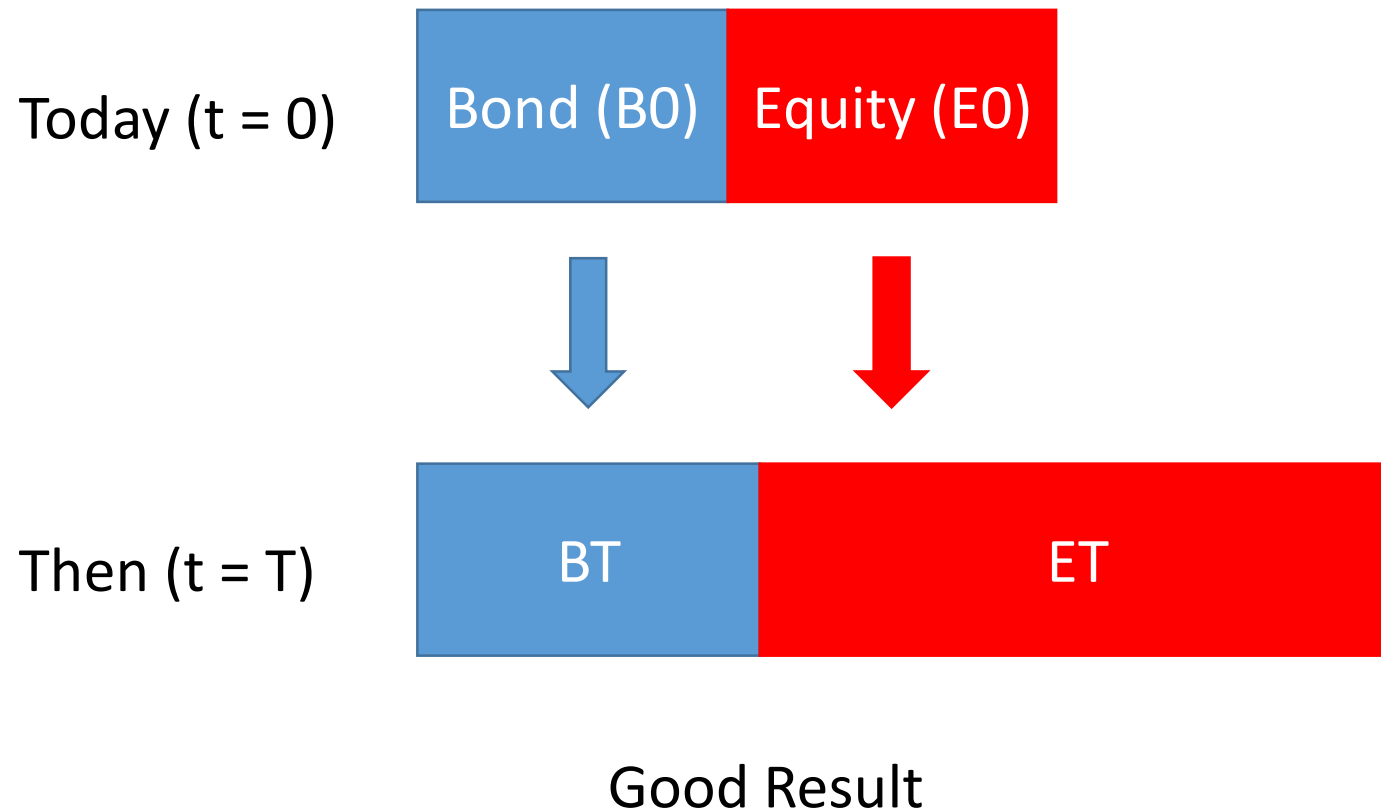 Today (t = 0)
Bond (B0)
Equity (E0)
Then (t = T)
BT
ET
Good Result